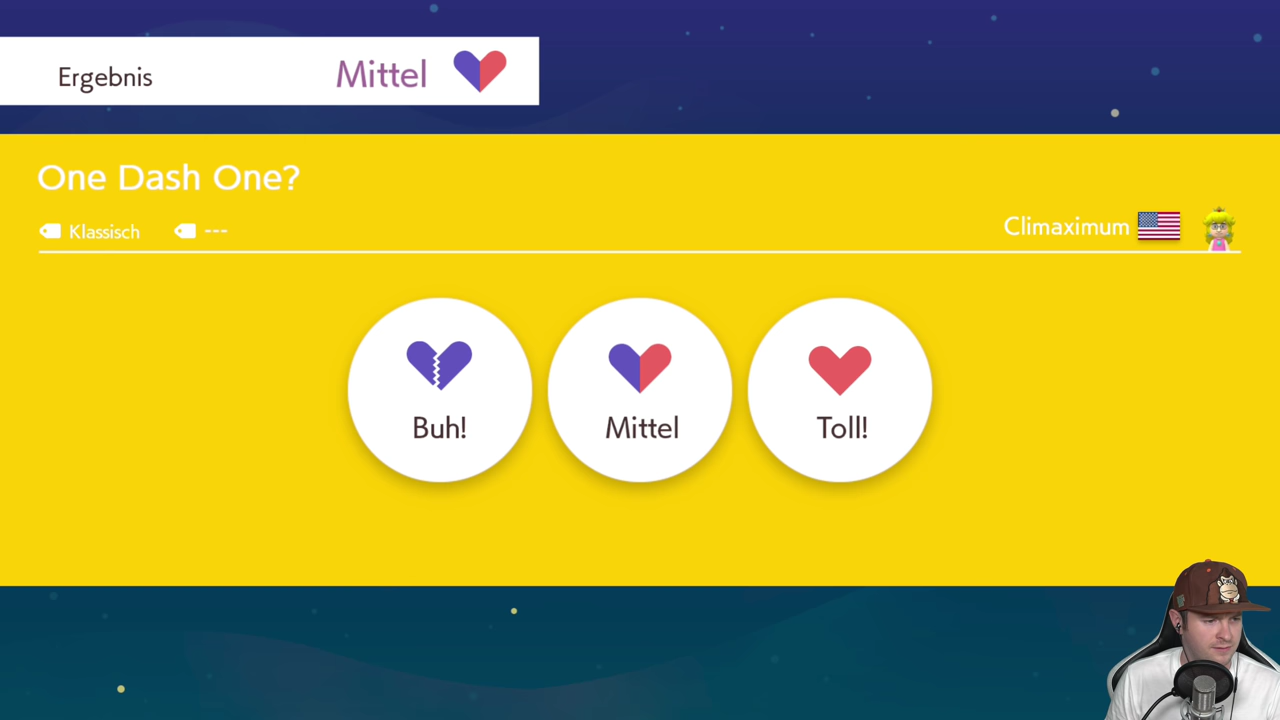 Ergebnis Mittel
One Dash One?
Klassisch ---
Climaximum
Buh! Mittel Toll!